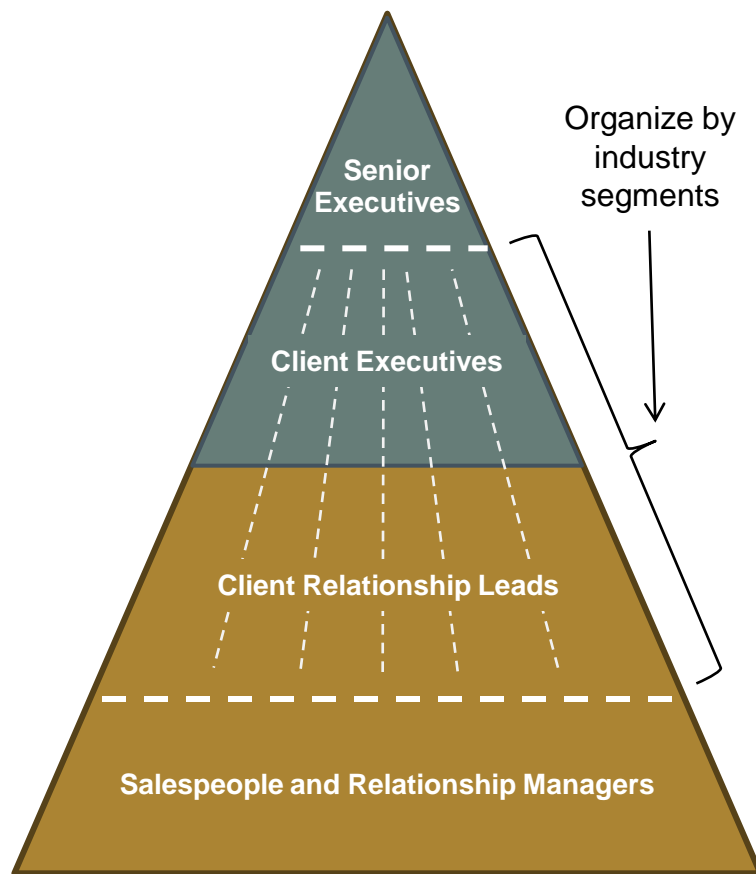 Organize by
industry
segments
Senior
Executives
Client Executives
Client Relationship Leads
Salespeople and Relationship Managers